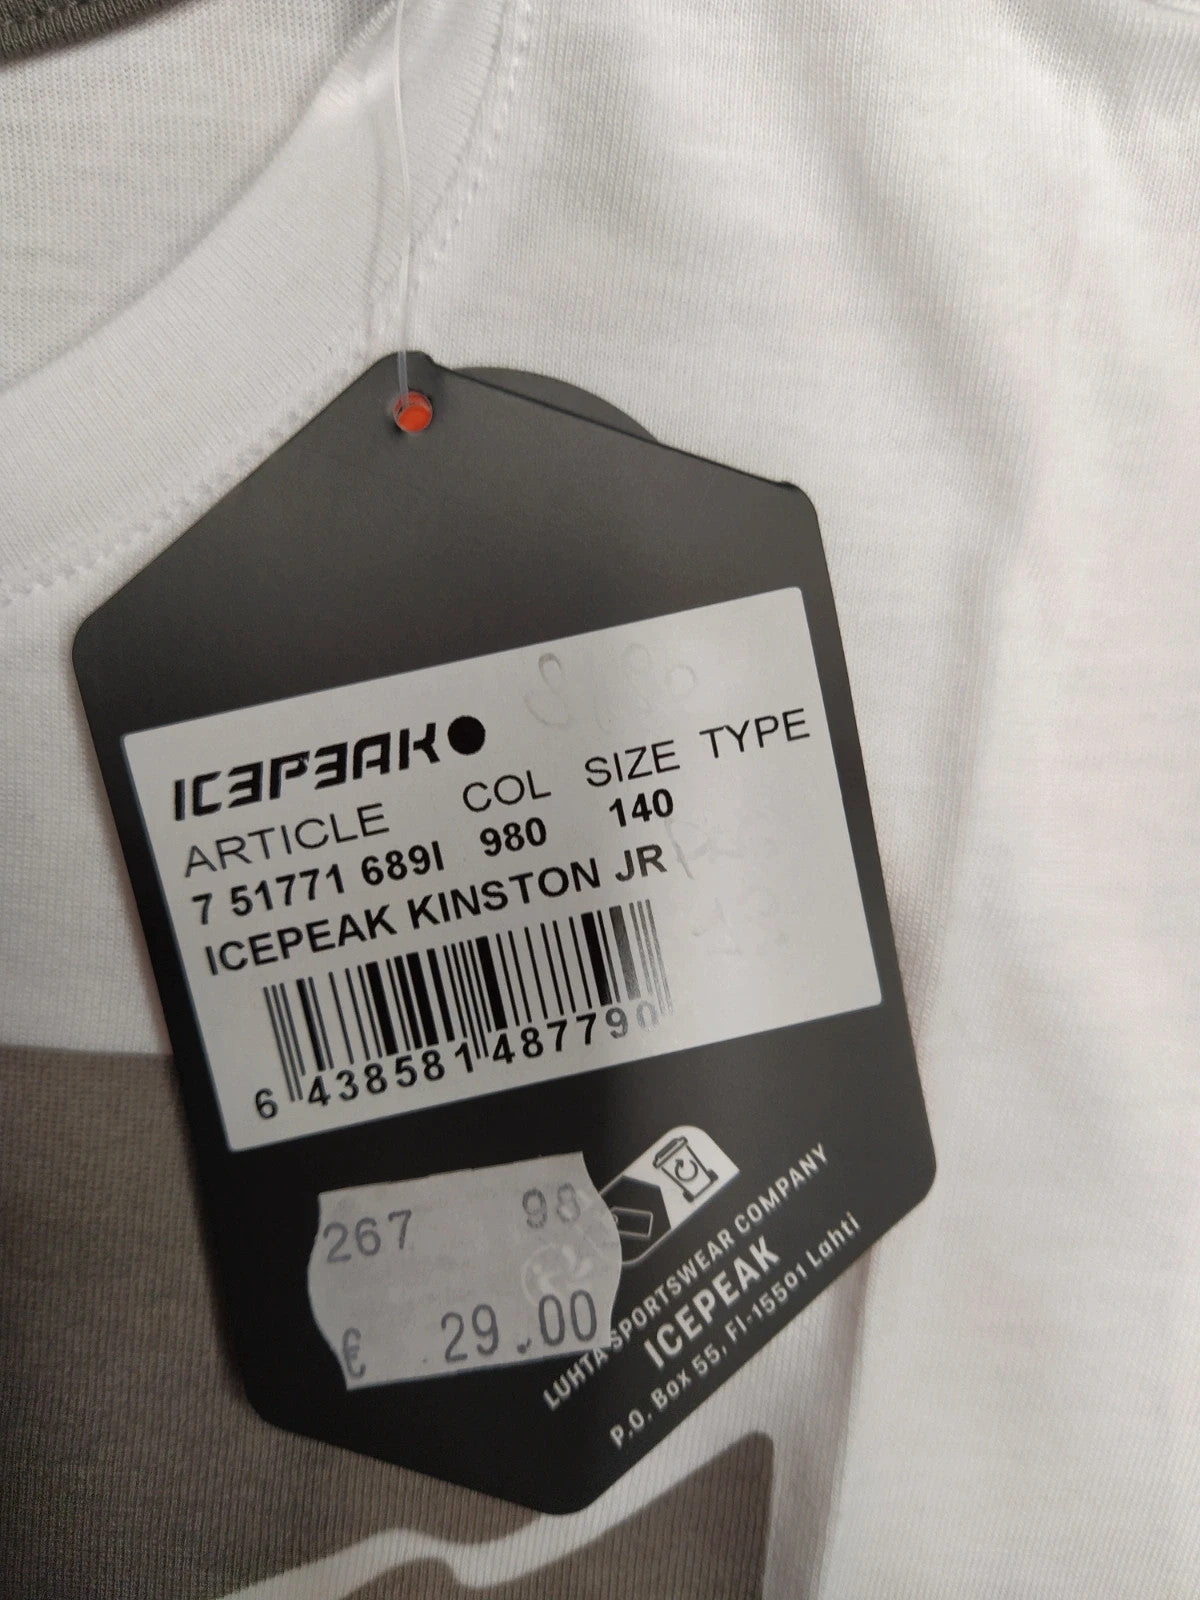 ICEPEAK
ARTICLE COL SIZE TYPE
7 51771 689I 980 140
ICEPEAK KINSTON JR
6 438581 487790
267 98
€ 29.00
LUHTA SPORTSWEAR COMPANY
ICEPEAK
P.O. Box 55, FI-15501 Lahti